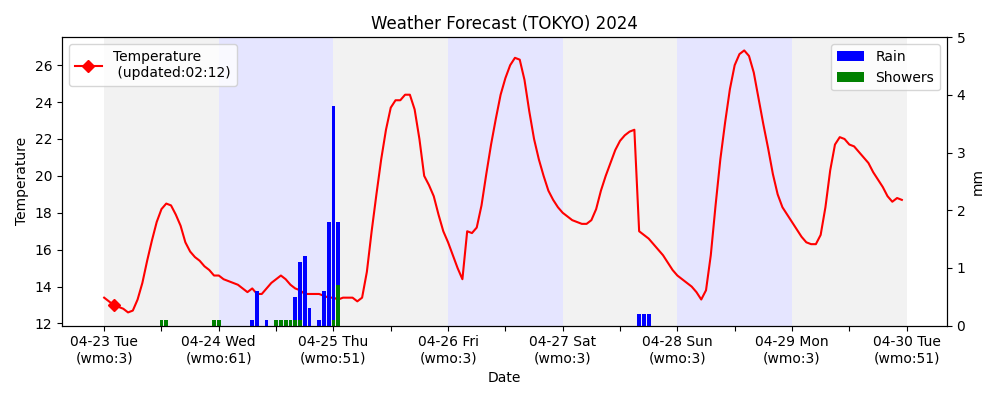 Weather Forecast (TOKYO) 2024
Temperature
(updated:02:12)
Rain
Showers
Temperature
26
24
22
20
18
16
14
12
5
4
3
2
1
0
mm
04-23 Tue
(wmo:3)
04-24 Wed
(wmo:61)
04-25 Thu
(wmo:51)
04-26 Fri
(wmo:3)
04-27 Sat
(wmo:3)
04-28 Sun
(wmo:3)
04-29 Mon
(wmo:3)
04-30 Tue
(wmo:51)
Date